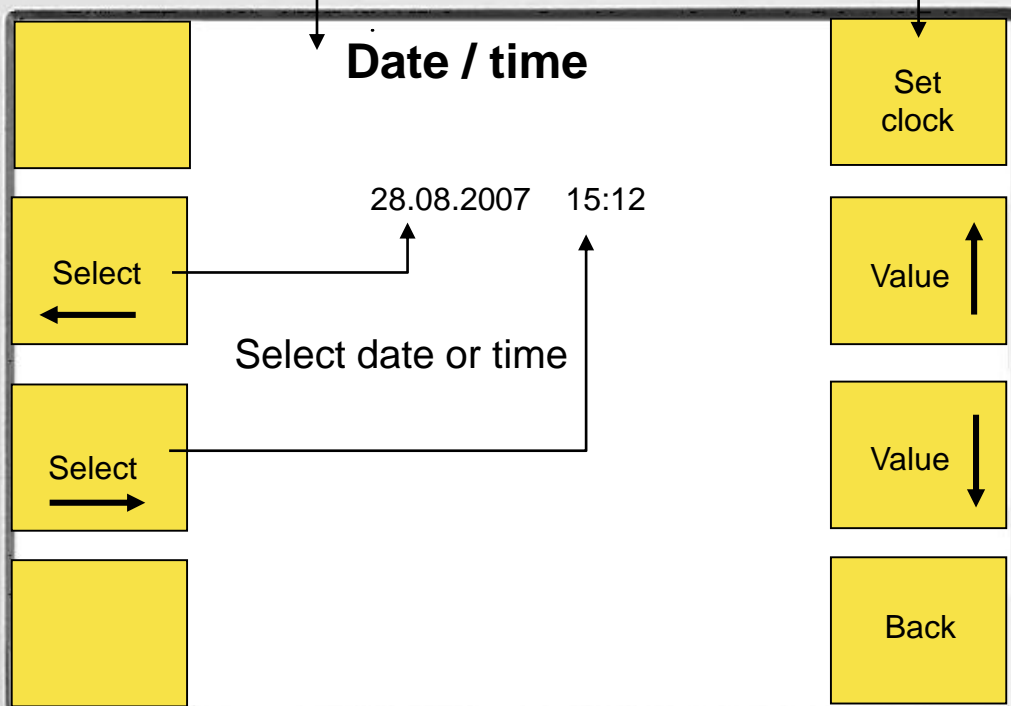 Date / time
Set
clock
28.08.2007 15:12
Select
Value
Select date or time
Select
Value
Back